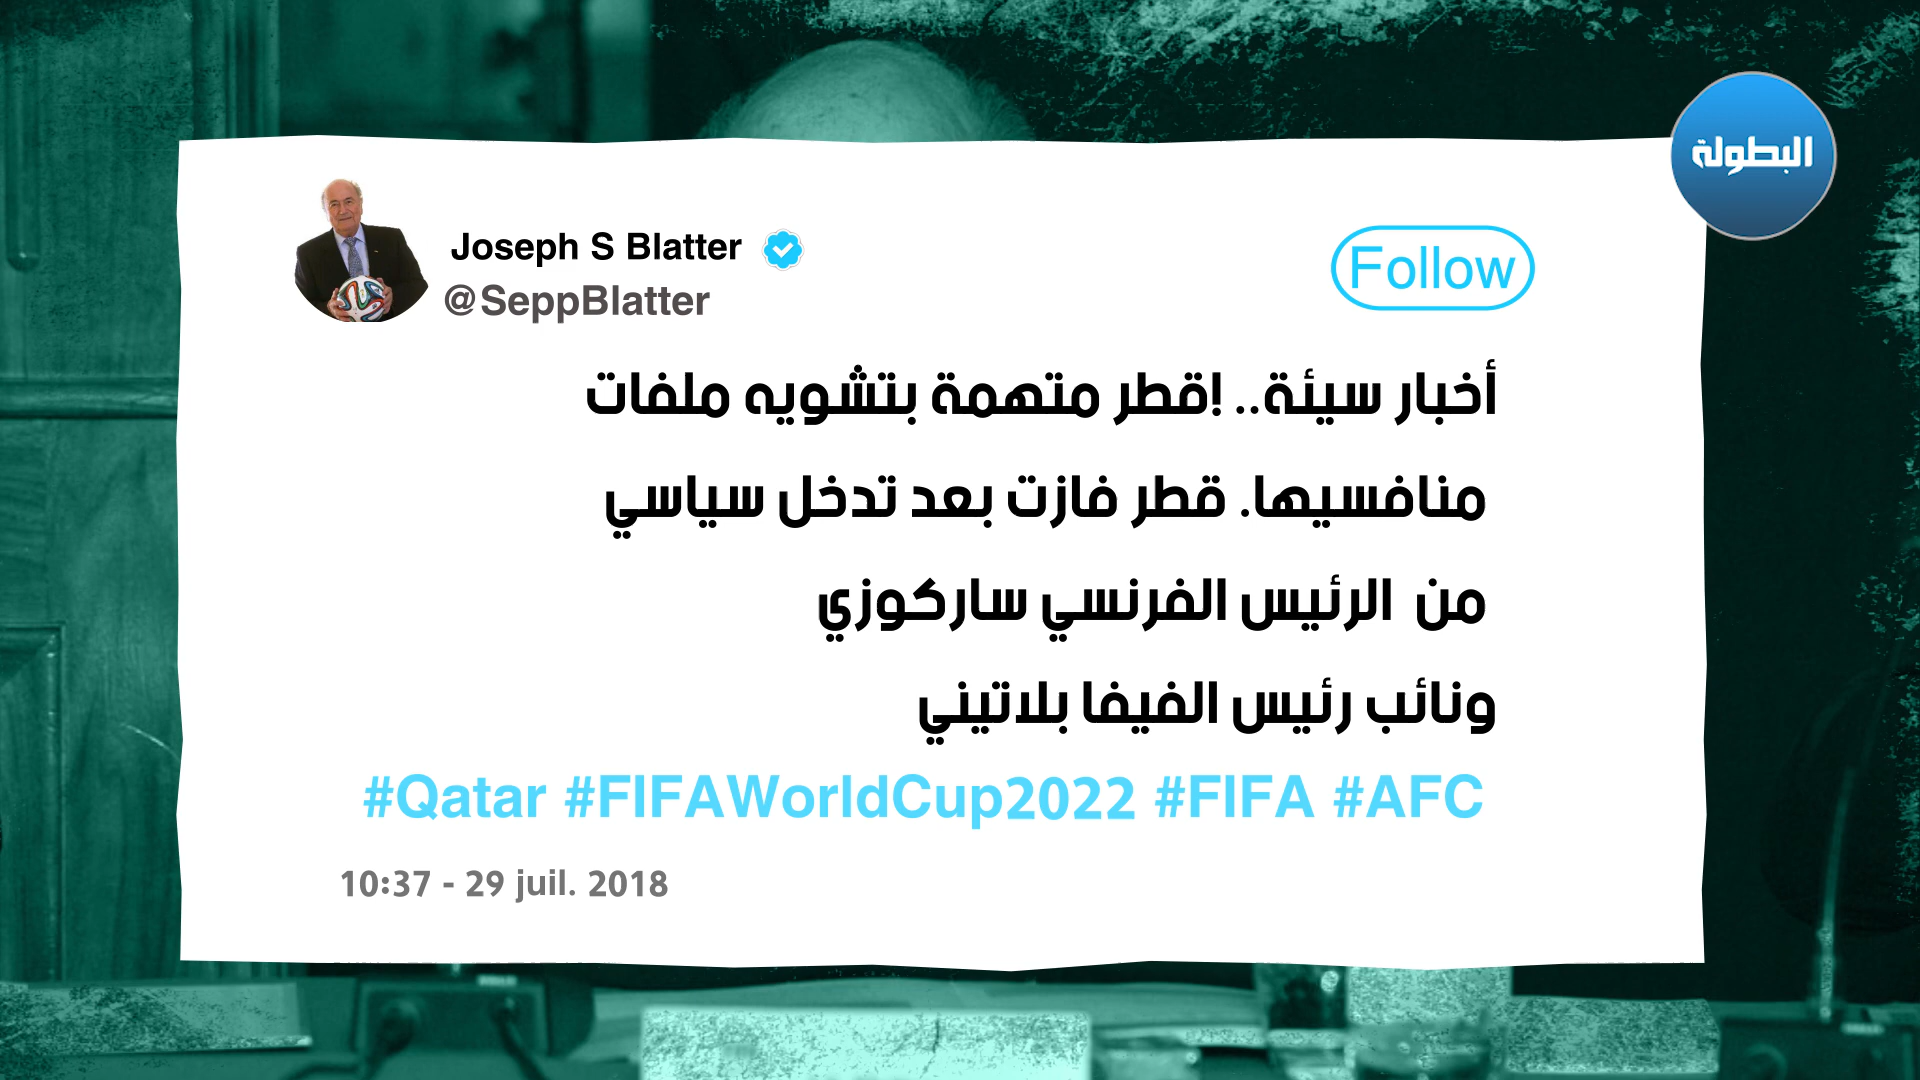 البطولة
Joseph S Blatter
@SeppBlatter
Follow
أخبار سيئة.. !قطر متهمة بتشويه ملفات
منافسيها. قطر فازت بعد تدخل سياسي
من الرئيس الفرنسي ساركوزي
ونائب رئيس الفيفا بلاتيني
#Qatar #FIFAWorldCup2022 #FIFA #AFC
10:37 - 29 juil. 2018